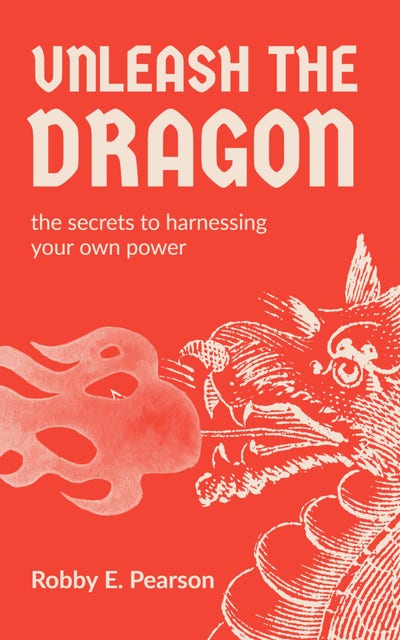 UNLEASH THE
DRAGON
the secrets to harnessing
your own power
Robby E. Pearson